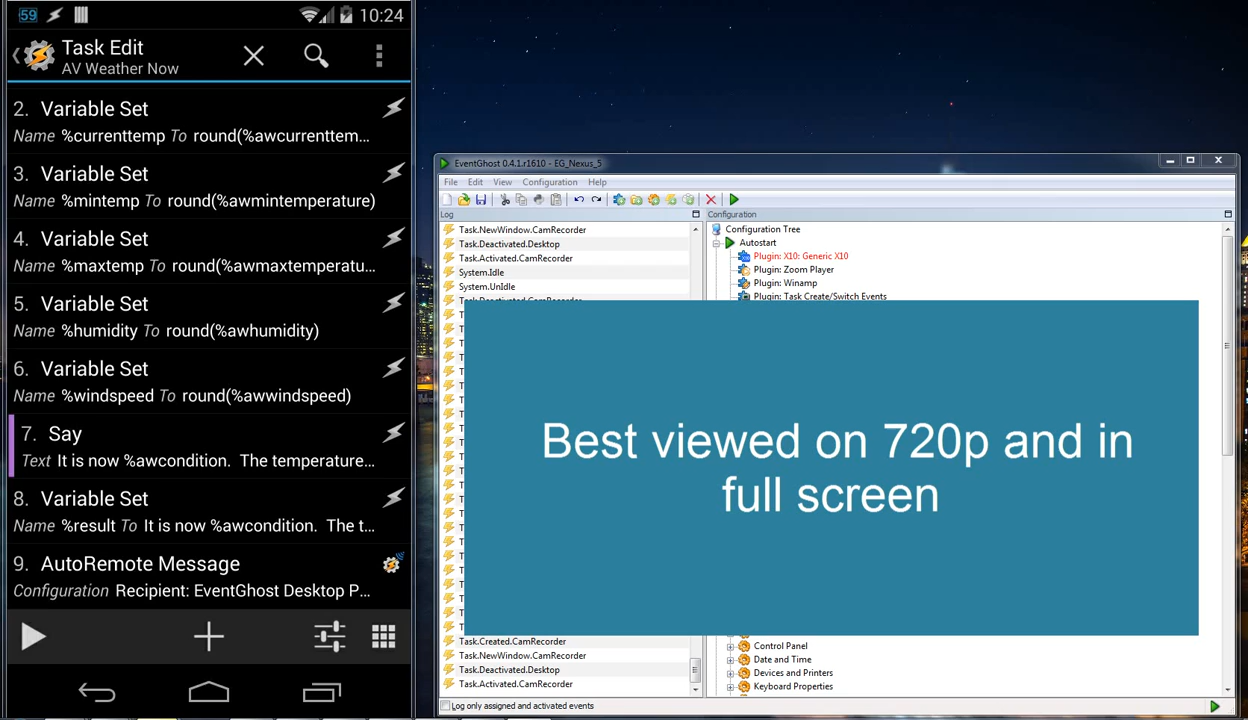 59
10:24
Task Edit
AV Weather Now
2. Variable Set
Name %currenttemp To round(%awcurrenttem...
3. Variable Set
Name %mintemp To round(%awmintemperature)
4. Variable Set
Name %maxtemp To round(%awmaxtemperatu...
5. Variable Set
Name %humidity To round(%awhumidity)
6. Variable Set
Name %windspeed To round(%awwindspeed)
7. Say
Text It is now %awcondition. The temperature...
8. Variable Set
Name %result To It is now %awcondition. The t...
9. AutoRemote Message
Configuration Recipient: EventGhost Desktop P...
EventGhost 0.4.1.r1610 - EG_Nexus_5
File Edit View Configuration Help
Log
Task.NewWindow.CamRecorder
Task.Deactivated.Desktop
Task.Activated.CamRecorder
System.Idle
System.UnIdle
Task.Created.CamRecorder
Task.NewWindow.CamRecorder
Task.Deactivated.Desktop
Task.Activated.CamRecorder
Log only assigned and activated events
Configuration
Configuration Tree
Autostart
Plugin: X10: Generic X10
Plugin: Zoom Player
Plugin: Winamp
Plugin: Task Create/Switch Events
Best viewed on 720p and in
full screen
Control Panel
Date and Time
Devices and Printers
Keyboard Properties